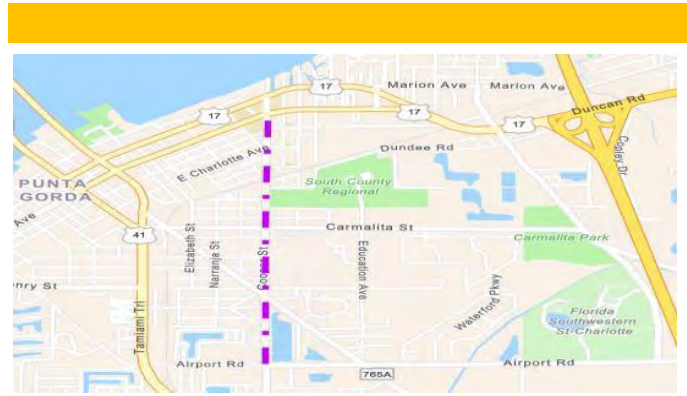 17
Marion Ave
Marion Ave
17
17
17
Duncan Rd
E Charlotte Ave
Dundee Rd
Copley Dr
PUNTA
GORDA
South County
Regional
Ave
41
Elizabeth St
Narranja St
Cooper St
Carmalita St
Education Ave
Carmalita Park
nry St
Tamiami Trl
Waterford Pkwy
Florida
Southwestern
St-Charlotte
Airport Rd
Airport Rd
765A